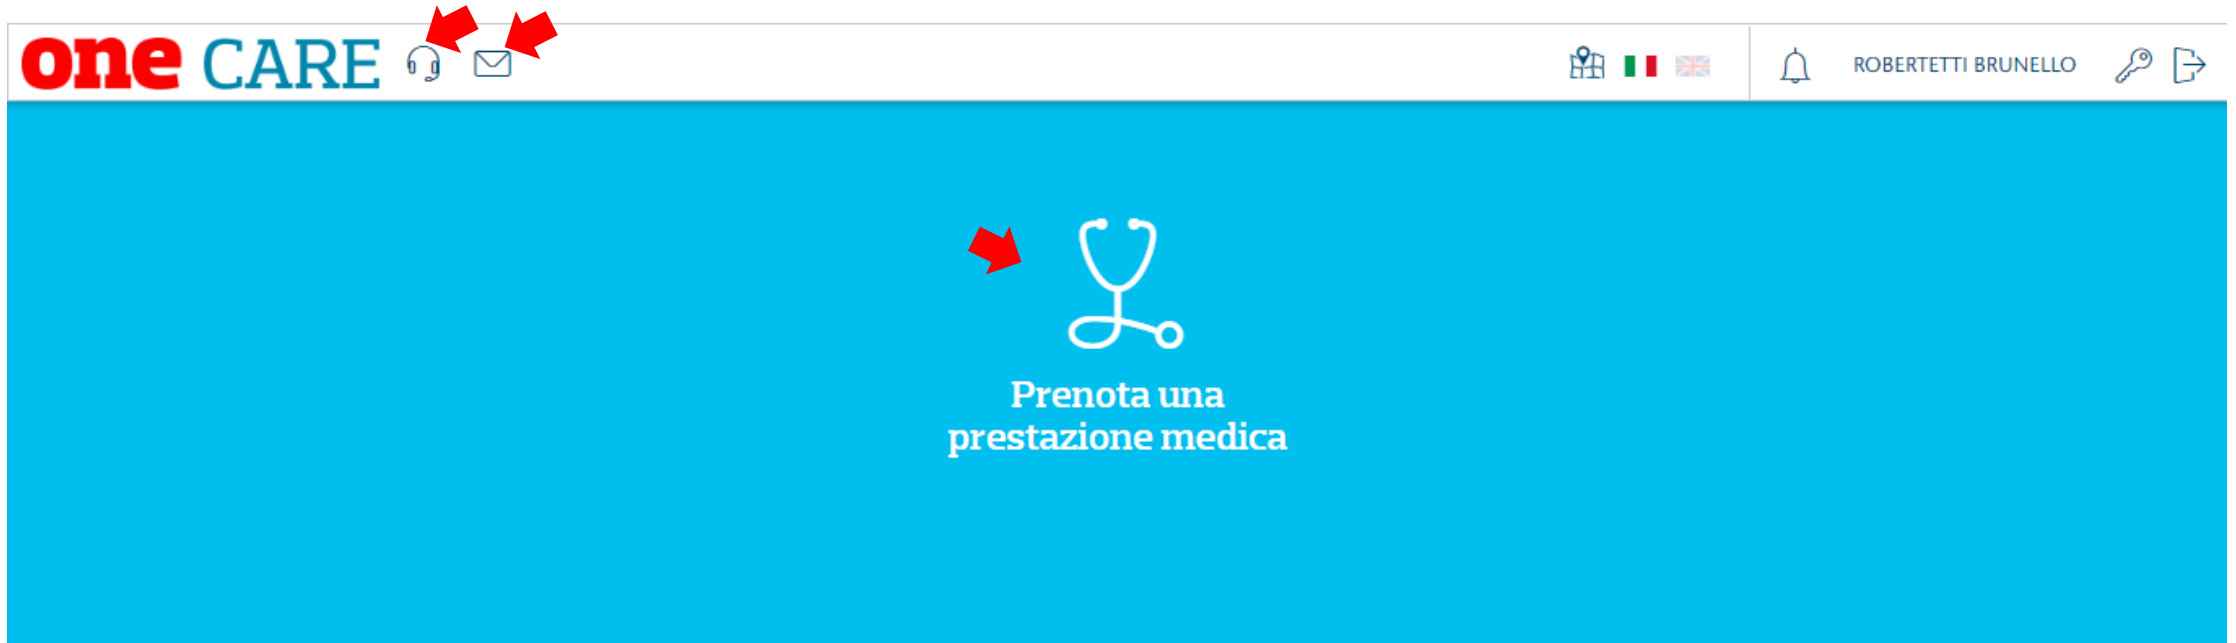 one CARE
ROBERTETTI BRUNELLO
Prenota una
prestazione medica